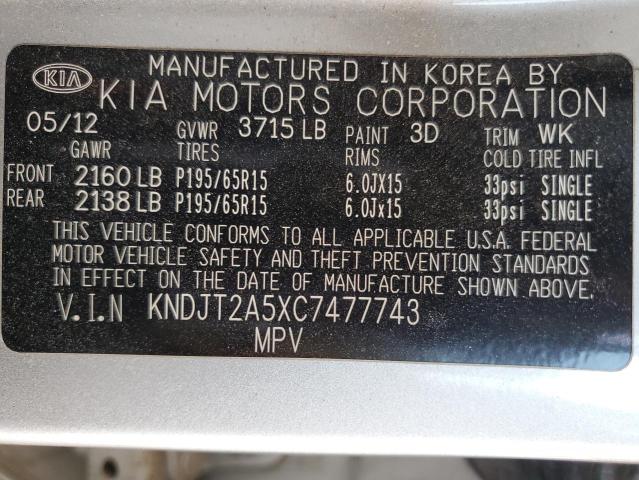 KIA MANUFACTURED IN KOREA BY
KIA MOTORS CORPORATION
05/12 GVWR 3715 LB PAINT 3D TRIM WK
GAWR TIRES RIMS COLD TIRE INFL
FRONT 2160 LB P195/65R15 6.0JX15 33psi SINGLE
REAR 2138 LB P195/65R15 6.0Jx15 33psi SINGLE
THIS VEHICLE CONFORMS TO ALL APPLICABLE U.S.A. FEDERAL
MOTOR VEHICLE SAFETY AND THEFT PREVENTION STANDARDS
IN EFFECT ON THE DATE OF MANUFACTURE SHOWN ABOVE.
V.I.N KNDJT2A5XC7477743
MPV